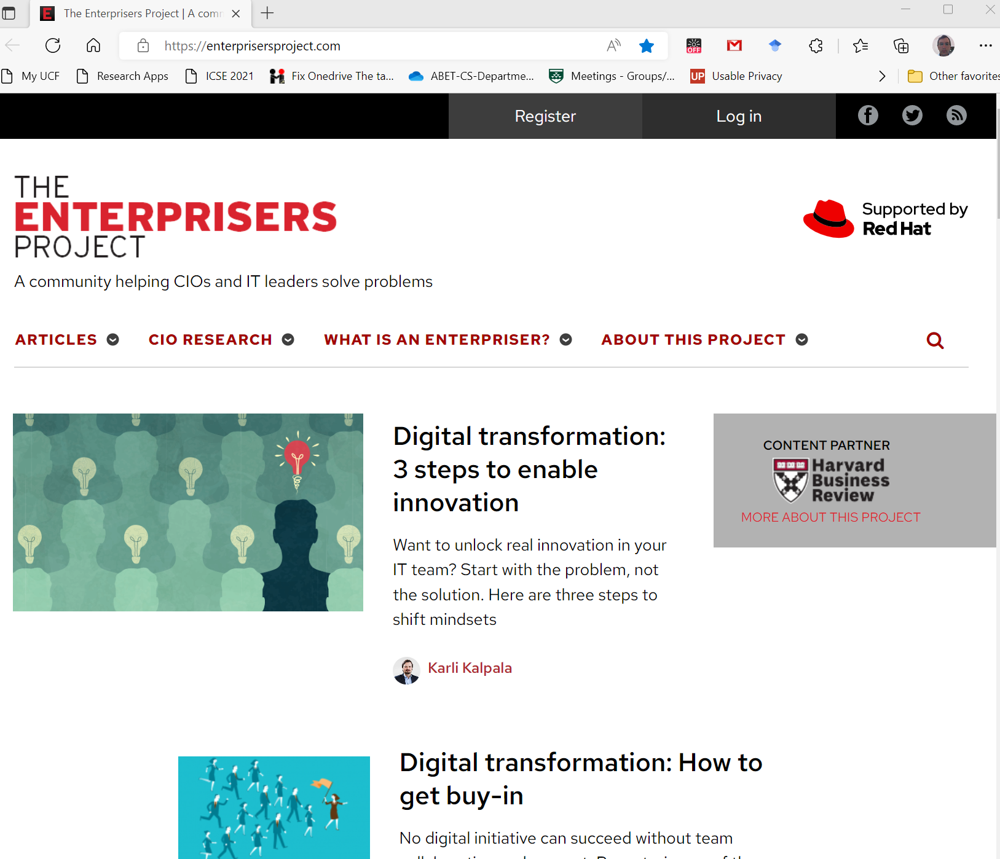 The Enterprisers Project | A com
https://enterprisersproject.com
OFF
My UCF
Research Apps
ICSE 2021
Fix Onedrive The ta...
ABET-CS-Departme...
Meetings - Groups/...
UP
Usable Privacy
Other favorites
Register
Log in
THE
ENTERPRISERS
PROJECT
A community helping CIOs and IT leaders solve problems
Supported by
Red Hat
ARTICLES
CIO RESEARCH
WHAT IS AN ENTERPRISER?
ABOUT THIS PROJECT
Digital transformation:
3 steps to enable
innovation
Want to unlock real innovation in your
IT team? Start with the problem, not
the solution. Here are three steps to
shift mindsets
Karli Kalpala
CONTENT PARTNER
Harvard
Business
Review
MORE ABOUT THIS PROJECT
Digital transformation: How to
get buy-in
No digital initiative can succeed without team